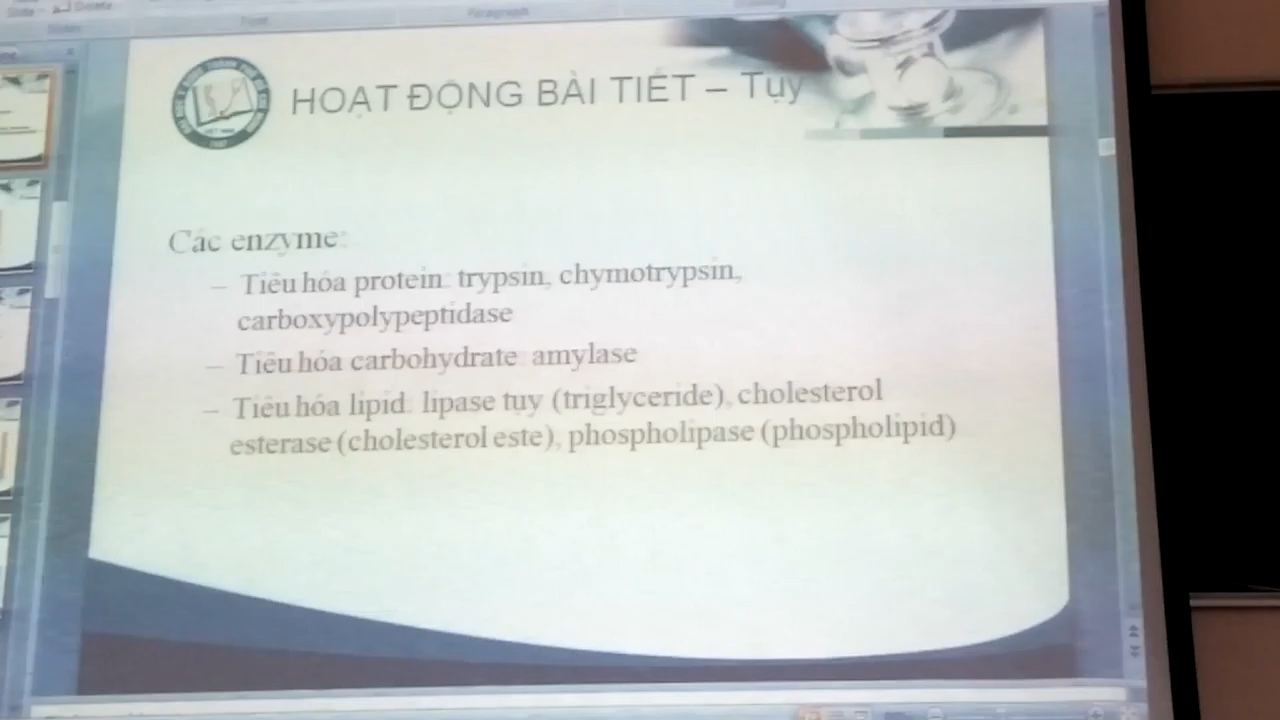 HOẠT ĐỘNG BÀI TIẾT – Tụy
Các enzyme:
– Tiêu hóa protein: trypsin, chymotrypsin,
carboxypolypeptidase
– Tiêu hóa carbohydrate: amylase
– Tiêu hóa lipid: lipase tụy (triglyceride), cholesterol
esterase (cholesterol este), phospholipase (phospholipid)